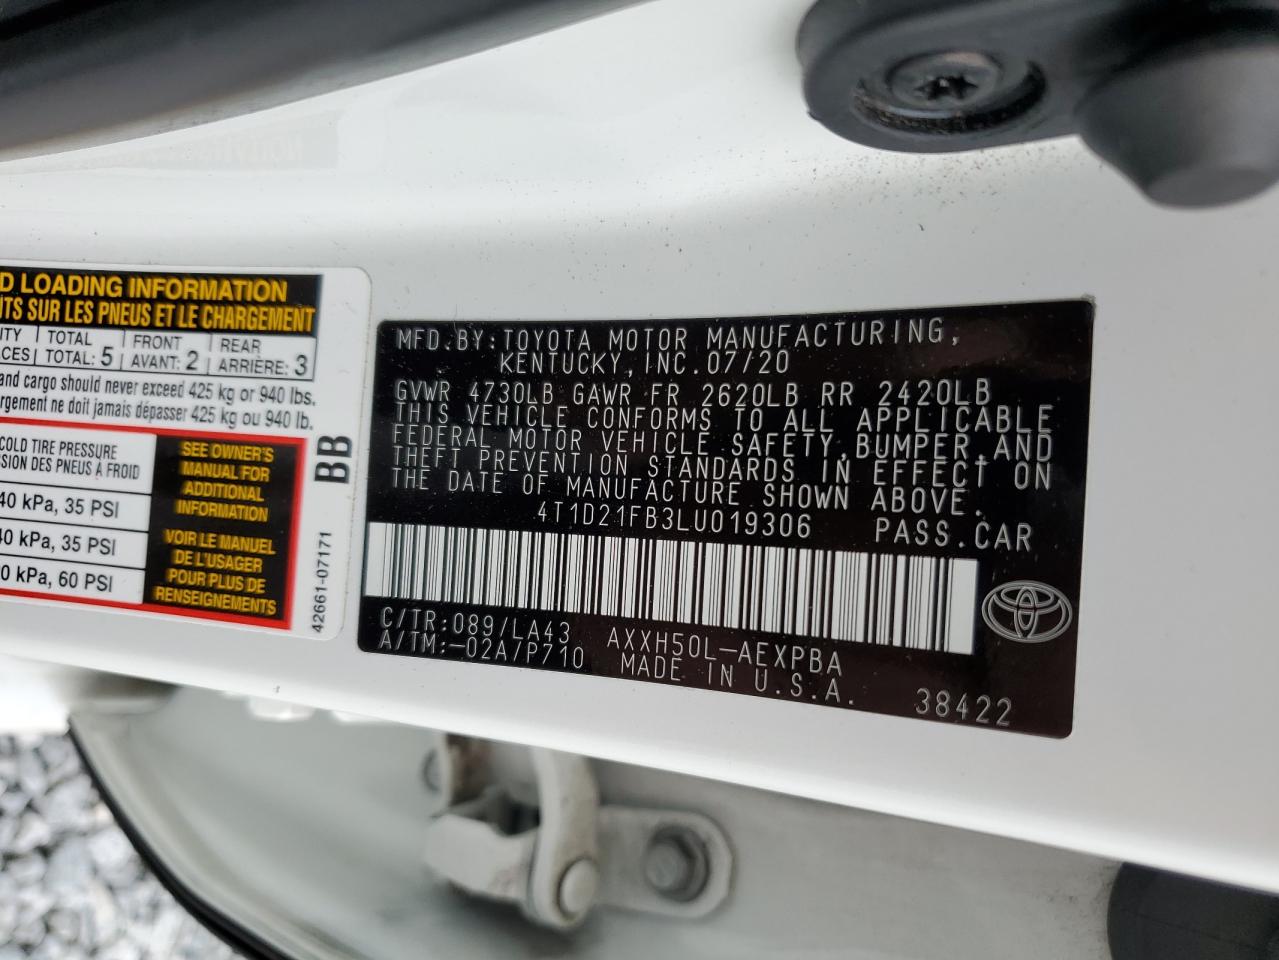 D LOADING INFORMATION
ITS SUR LES PNEUS ET LE CHARGEMENT
ITY TOTAL FRONT REAR
CES TOTAL: 5 AVANT: 2 ARRIÈRE: 3
and cargo should never exceed 425 kg or 940 lbs.
rgement ne doit jamais dépasser 425 kg ou 940 lb.
COLD TIRE PRESSURE
SSION DES PNEUS À FROID
40 kPa, 35 PSI
40 kPa, 35 PSI
0 kPa, 60 PSI
SEE OWNER'S
MANUAL FOR
ADDITIONAL
INFORMATION
VOIR LE MANUEL
DE L'USAGER
POUR PLUS DE
RENSEIGNEMENTS
BB
42661-07171
MFD.BY:TOYOTA MOTOR MANUFACTURING,
KENTUCKY,INC.07/20
GVWR 4730LB GAWR FR 2620LB RR 2420LB
THIS VEHICLE CONFORMS TO ALL APPLICABLE
FEDERAL MOTOR VEHICLE SAFETY,BUMPER,AND
THEFT PREVENTION STANDARDS IN EFFECT ON
THE DATE OF MANUFACTURE SHOWN ABOVE.
4T1D21FB3LU019306 PASS.CAR
C/TR:089/LA43 AXXH50L-AEXPBA
A/TM:-02A/P710 MADE IN U.S.A.
38422